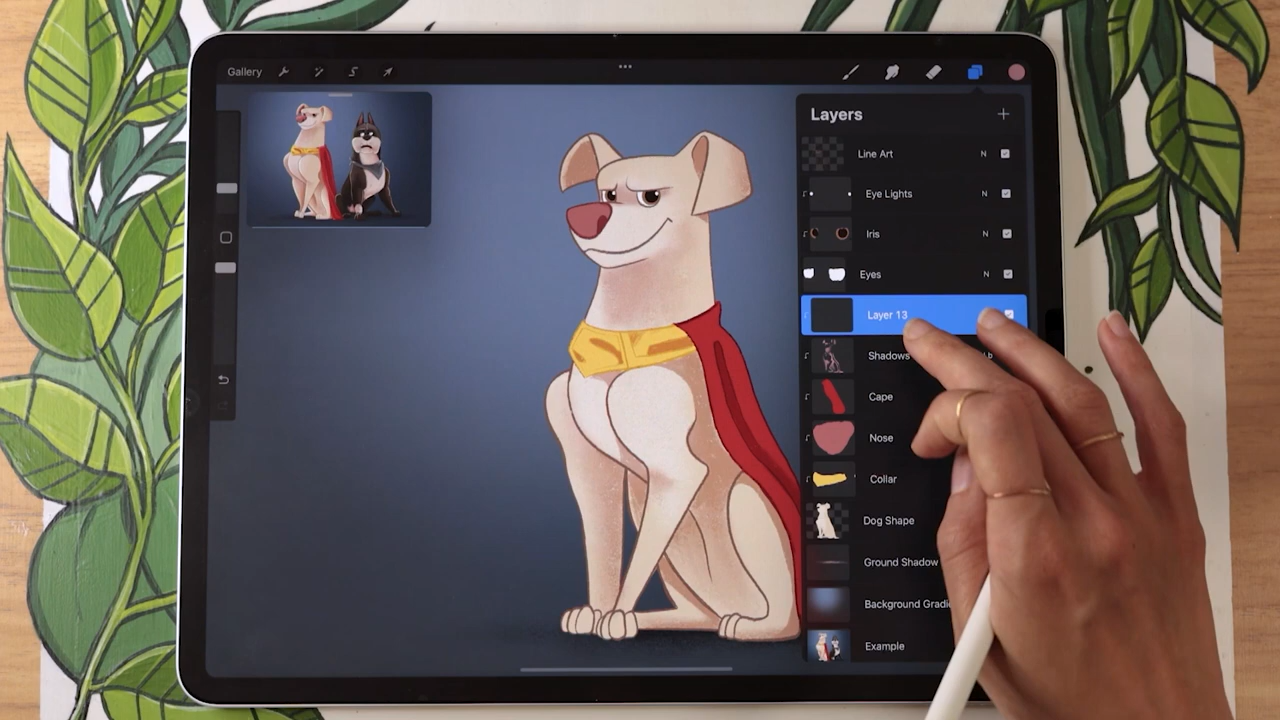 Gallery
Layers
Line Art N
Eye Lights N
Iris N
Eyes N
Layer 13
Shadows
Cape
Nose
Collar
Dog Shape
Ground Shadow
Background Gradi
Example